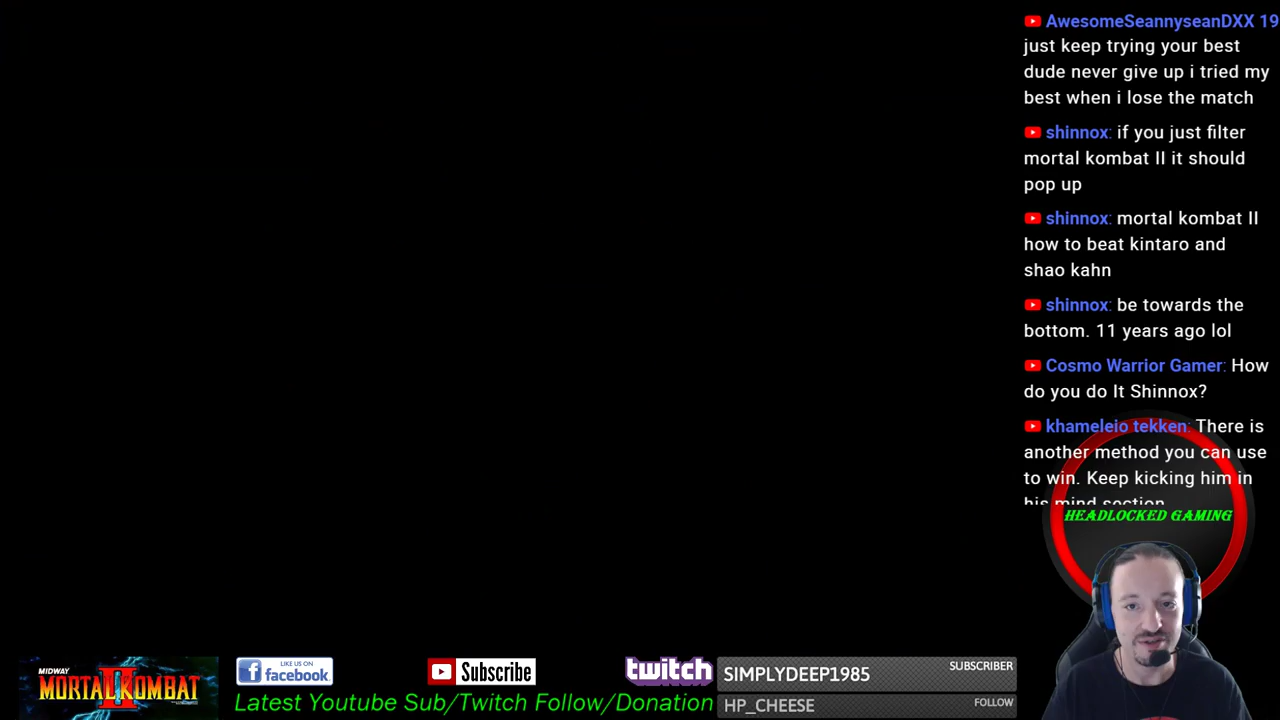 AwesomeSeannyseanDXX 19
just keep trying your best
dude never give up i tried my
best when i lose the match
shinnox: if you just filter
mortal kombat II it should
pop up
shinnox: mortal kombat II
how to beat kintaro and
shao kahn
shinnox: be towards the
bottom. 11 years ago lol
Cosmo Warrior Gamer: How
do you do It Shinnox?
khameleio tekken: There is
another method you can use
to win. Keep kicking him in
his mind section
HEADLOCKED GAMING
MIDWAY
MORTAL KOMBAT
II
LIKE US ON
facebook
Subscribe
twitch
SIMPLYDEEP1985
SUBSCRIBER
Latest Youtube Sub/Twitch Follow/Donation
HP_CHEESE
FOLLOW